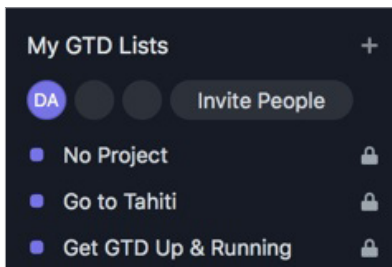 My GTD Lists +
DA Invite People
No Project
Go to Tahiti
Get GTD Up & Running